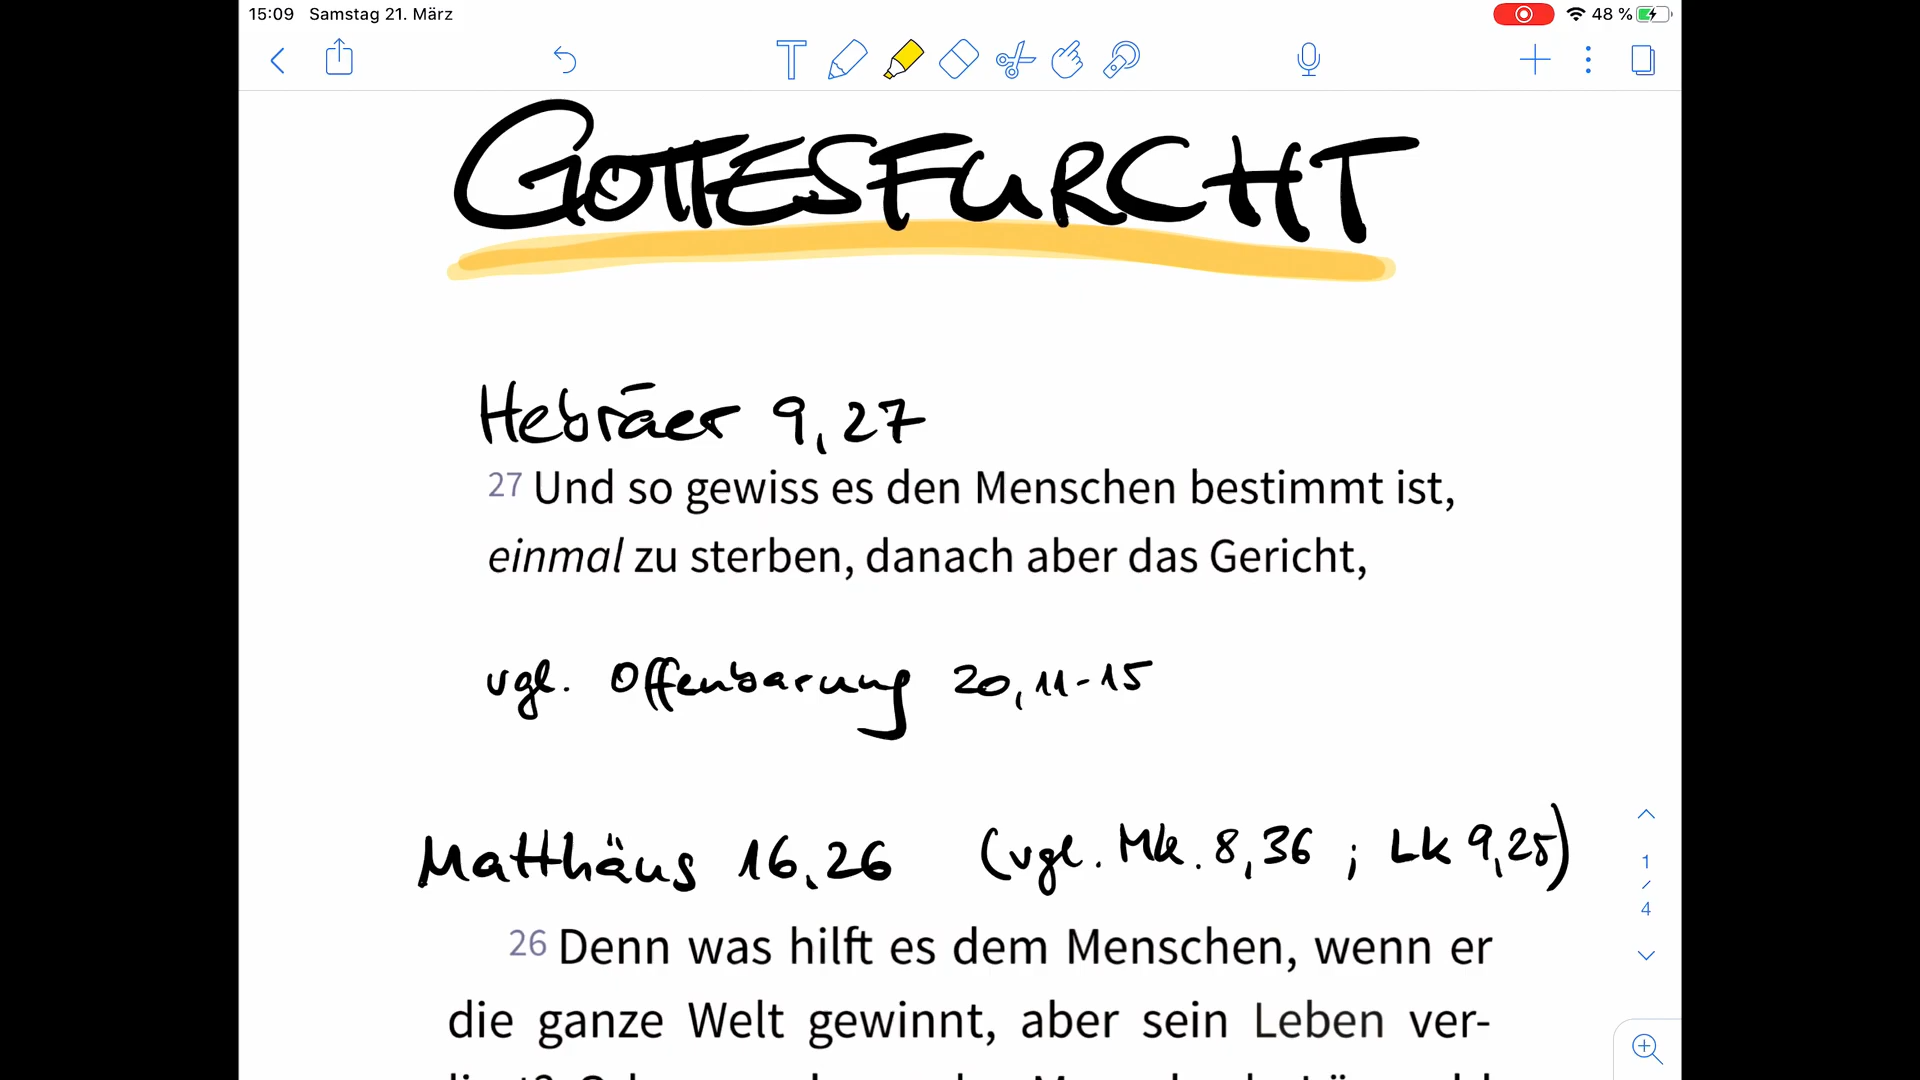 15:09 Samstag 21. März 48 %
GOTTESFURCHT
Hebräer 9,27
27 Und so gewiss es den Menschen bestimmt ist,
einmal zu sterben, danach aber das Gericht,
vgl. Offenbarung 20,11-15
Matthäus 16,26 (vgl. Mk. 8,36 ; Lk 9,25)
26 Denn was hilft es dem Menschen, wenn er
die ganze Welt gewinnt, aber sein Leben ver-
1
/
4